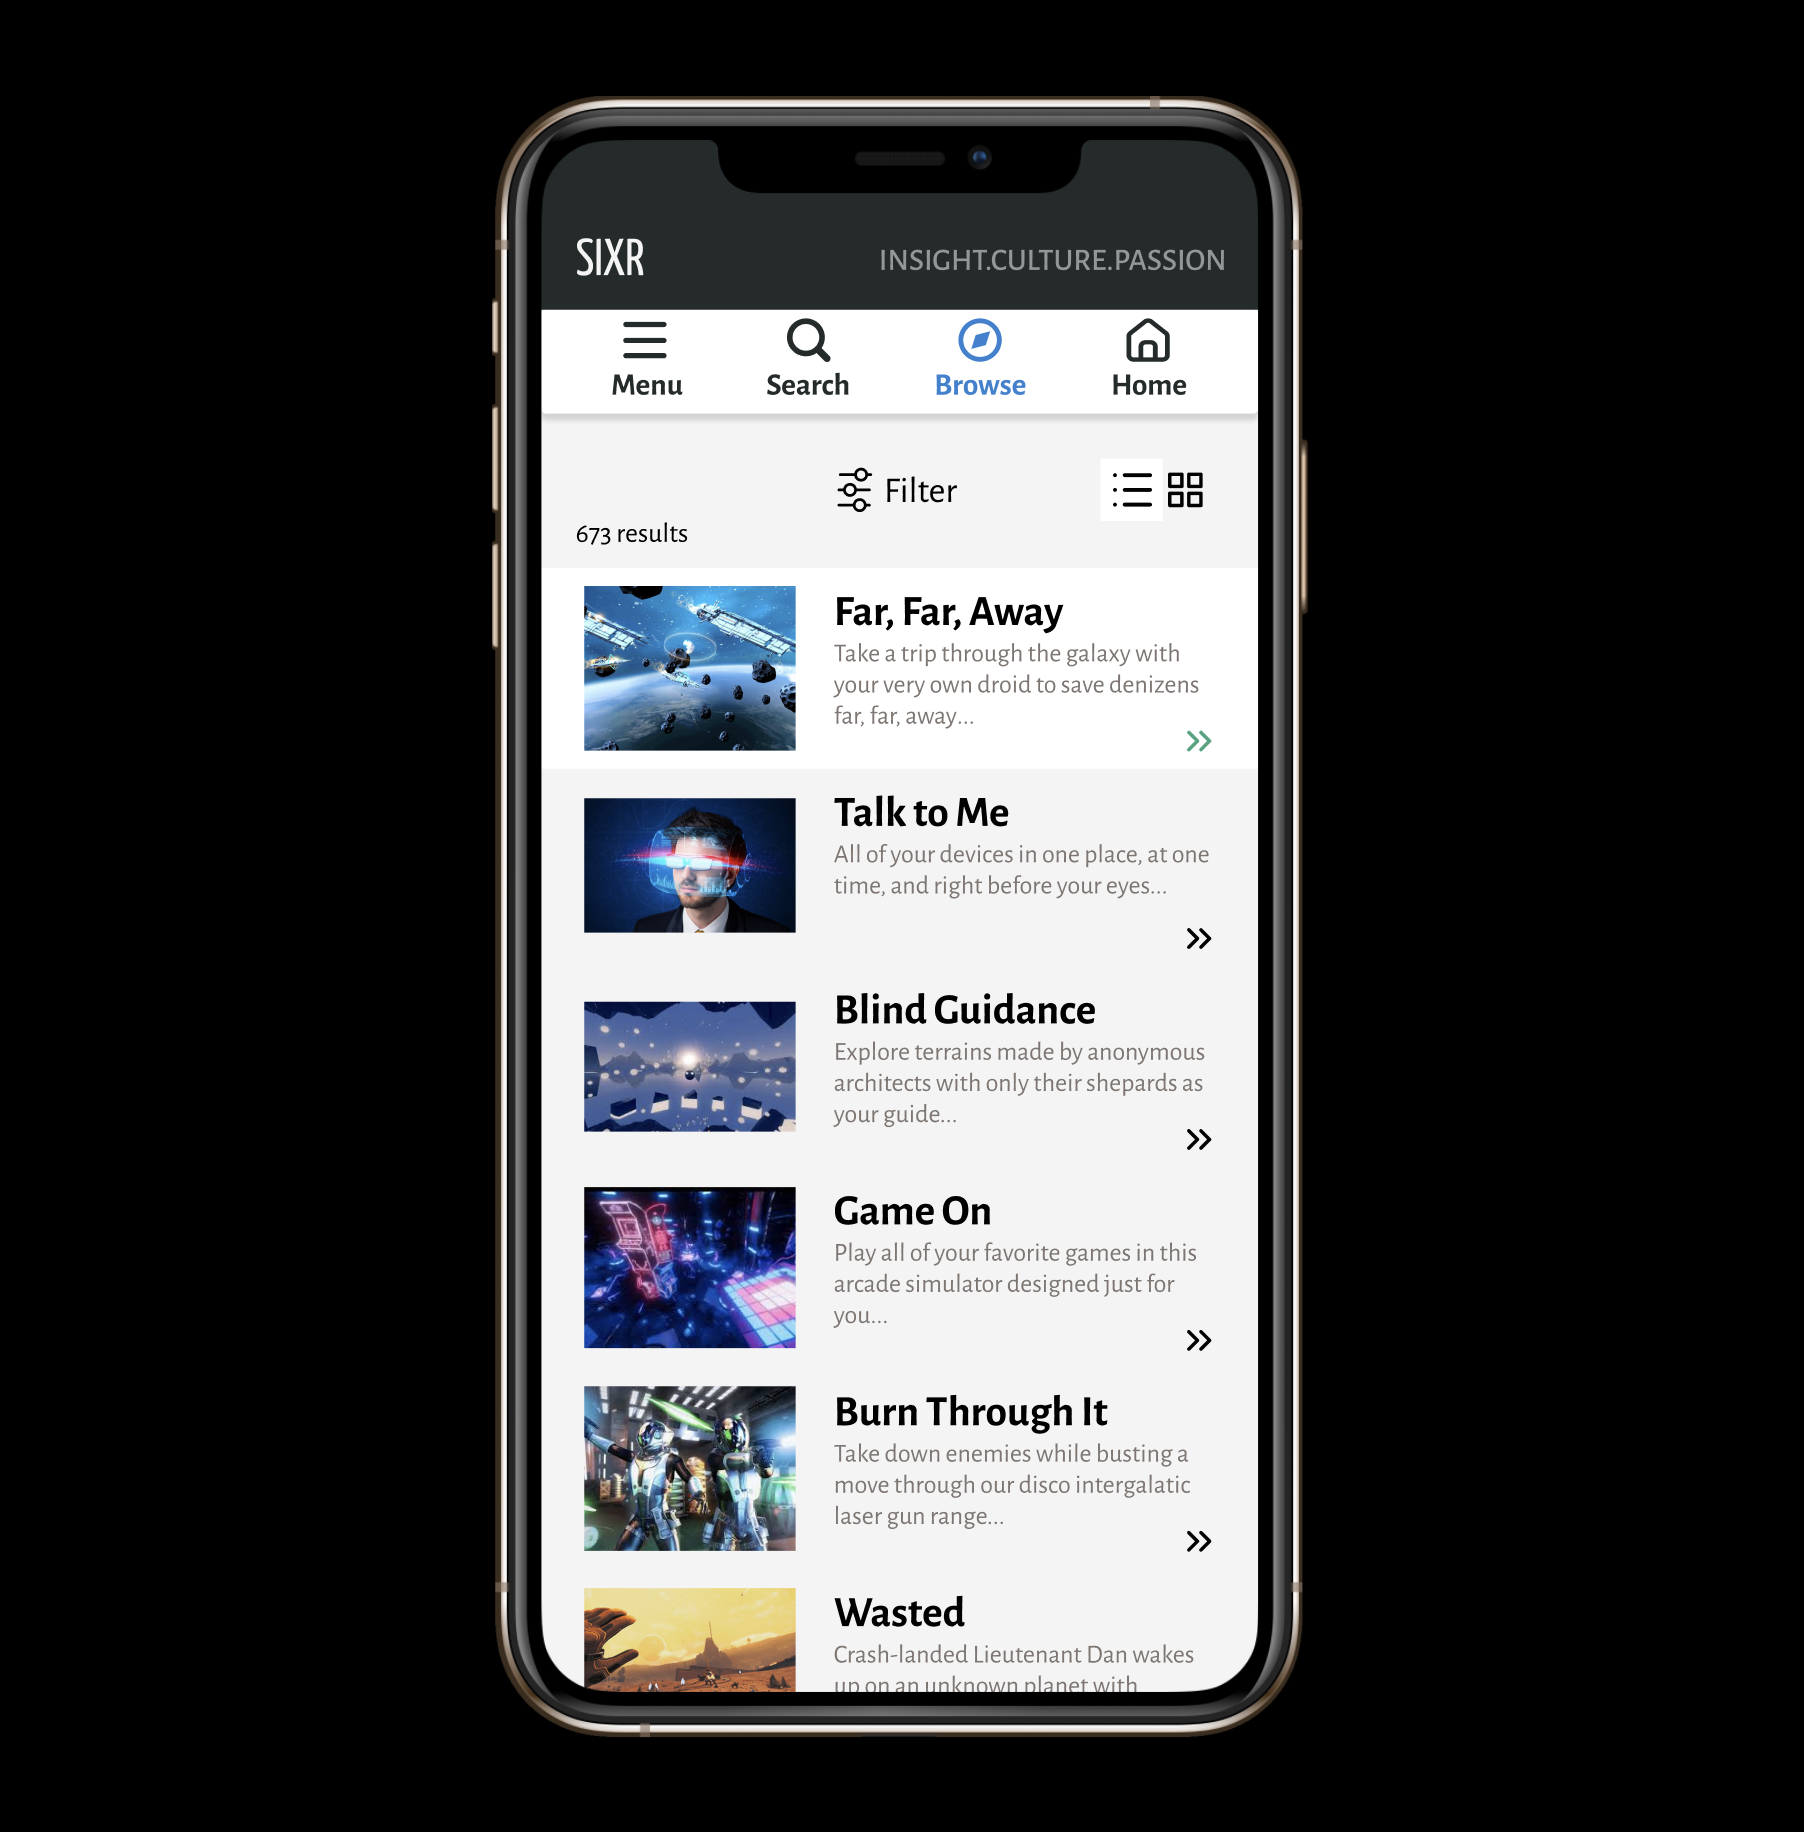 SIXR
INSIGHT.CULTURE.PASSION
Menu
Search
Browse
Home
Filter
673 results
Far, Far, Away
Take a trip through the galaxy with
your very own droid to save denizens
far, far, away...
Talk to Me
All of your devices in one place, at one
time, and right before your eyes...
Blind Guidance
Explore terrains made by anonymous
architects with only their shepards as
your guide...
Game On
Play all of your favorite games in this
arcade simulator designed just for
you...
Burn Through It
Take down enemies while busting a
move through our disco intergalatic
laser gun range...
Wasted
Crash-landed Lieutenant Dan wakes
up on an unknown planet with